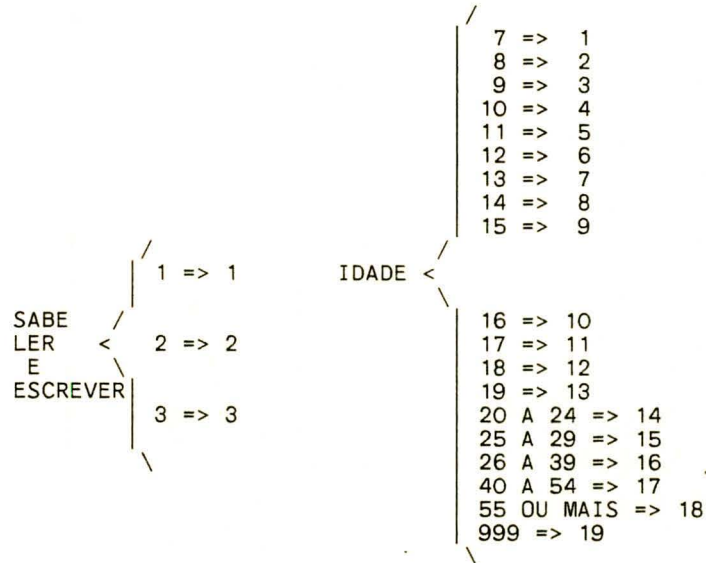 SABE
LER <
E
ESCREVER
1 => 1
2 => 2
3 => 3
IDADE <
7 => 1
8 => 2
9 => 3
10 => 4
11 => 5
12 => 6
13 => 7
14 => 8
15 => 9
16 => 10
17 => 11
18 => 12
19 => 13
20 A 24 => 14
25 A 29 => 15
26 A 39 => 16
40 A 54 => 17
55 OU MAIS => 18
999 => 19